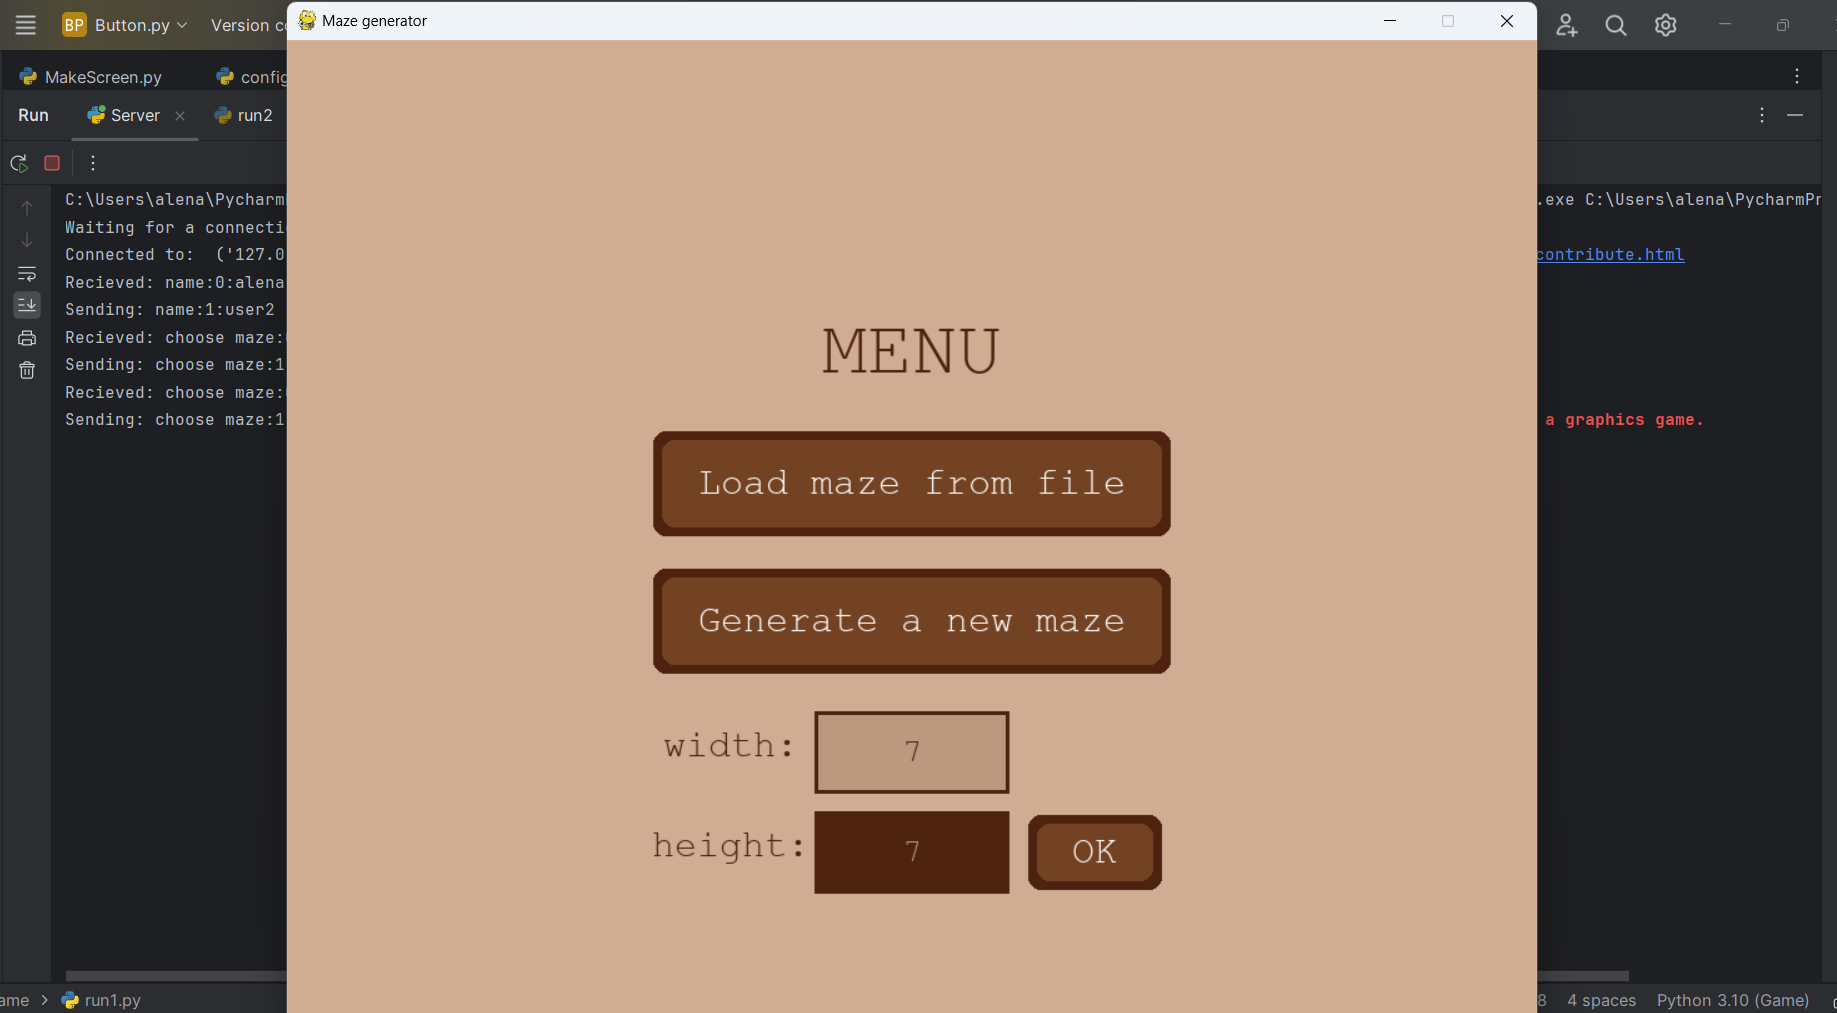 BP Button.py Version
Maze generator
MakeScreen.py config
Run Server run2
C:\Users\alena\Pycharm
.exe C:\Users\alena\PycharmPr
Waiting for a connecti
Connected to: ('127.0
contribute.html
Recieved: name:0:alena
Sending: name:1:user2
Recieved: choose maze:
Sending: choose maze:1
Recieved: choose maze:
Sending: choose maze:1
a graphics game.
MENU
Load maze from file
Generate a new maze
width: 7
height: 7 OK
ame > run1.py
8 4 spaces Python 3.10 (Game)